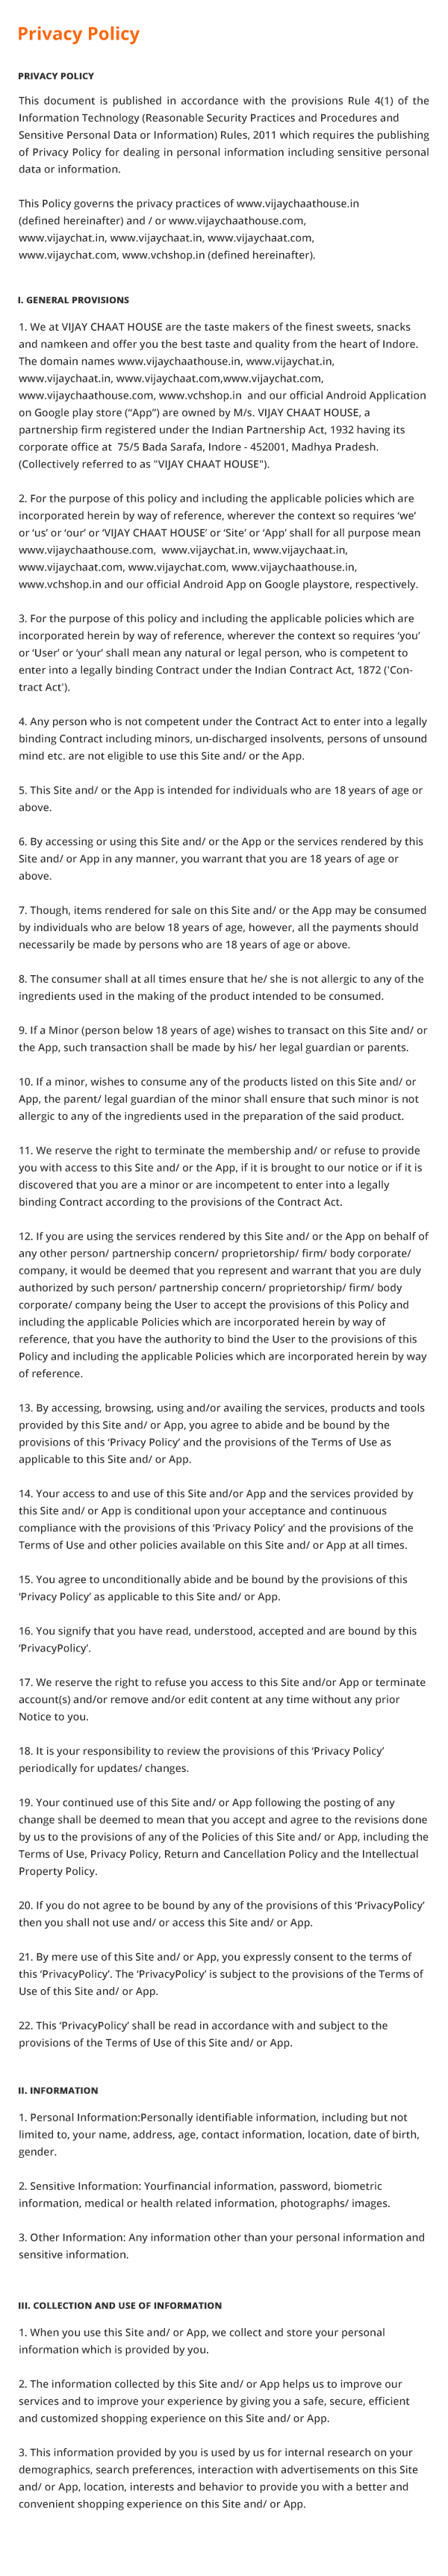 Privacy Policy
PRIVACY POLICY
This document is published in accordance with the provisions Rule 4(1) of the
Information Technology (Reasonable Security Practices and Procedures and
Sensitive Personal Data or Information) Rules, 2011 which requires the publishing
of Privacy Policy for dealing in personal information including sensitive personal
data or information.
This Policy governs the privacy practices of www.vijaychaathouse.in
(defined hereinafter) and / or www.vijaychaathouse.com,
www.vijaychat.in, www.vijaychaat.in, www.vijaychaat.com,
www.vijaychat.com, www.vchshop.in (defined hereinafter).
I. GENERAL PROVISIONS
1. We at VIJAY CHAAT HOUSE are the taste makers of the finest sweets, snacks
and namkeen and offer you the best taste and quality from the heart of Indore.
The domain names www.vijaychaathouse.in, www.vijaychat.in,
www.vijaychaat.in, www.vijaychaat.com,www.vijaychat.com,
www.vijaychaathouse.com, www.vchshop.in  and our official Android Application
on Google play store (“App”) are owned by M/s. VIJAY CHAAT HOUSE, a
partnership firm registered under the Indian Partnership Act, 1932 having its
corporate office at  75/5 Bada Sarafa, Indore - 452001, Madhya Pradesh.
(Collectively referred to as "VIJAY CHAAT HOUSE").
2. For the purpose of this policy and including the applicable policies which are
incorporated herein by way of reference, wherever the context so requires ‘we’
or ‘us’ or ‘our’ or ‘VIJAY CHAAT HOUSE’ or ‘Site’ or ‘App’ shall for all purpose mean
www.vijaychaathouse.com,  www.vijaychat.in, www.vijaychaat.in,
www.vijaychaat.com, www.vijaychat.com, www.vijaychaathouse.in,
www.vchshop.in and our official Android App on Google playstore, respectively.
3. For the purpose of this policy and including the applicable policies which are
incorporated herein by way of reference, wherever the context so requires ‘you’
or ‘User’ or ‘your’ shall mean any natural or legal person, who is competent to
enter into a legally binding Contract under the Indian Contract Act, 1872 ('Con-
tract Act').
4. Any person who is not competent under the Contract Act to enter into a legally
binding Contract including minors, un-discharged insolvents, persons of unsound
mind etc. are not eligible to use this Site and/ or the App.
5. This Site and/ or the App is intended for individuals who are 18 years of age or
above.
6. By accessing or using this Site and/ or the App or the services rendered by this
Site and/ or App in any manner, you warrant that you are 18 years of age or
above.
7. Though, items rendered for sale on this Site and/ or the App may be consumed
by individuals who are below 18 years of age, however, all the payments should
necessarily be made by persons who are 18 years of age or above.
8. The consumer shall at all times ensure that he/ she is not allergic to any of the
ingredients used in the making of the product intended to be consumed.
9. If a Minor (person below 18 years of age) wishes to transact on this Site and/ or
the App, such transaction shall be made by his/ her legal guardian or parents.
10. If a minor, wishes to consume any of the products listed on this Site and/ or
App, the parent/ legal guardian of the minor shall ensure that such minor is not
allergic to any of the ingredients used in the preparation of the said product.
11. We reserve the right to terminate the membership and/ or refuse to provide
you with access to this Site and/ or the App, if it is brought to our notice or if it is
discovered that you are a minor or are incompetent to enter into a legally
binding Contract according to the provisions of the Contract Act.
12. If you are using the services rendered by this Site and/ or the App on behalf of
any other person/ partnership concern/ proprietorship/ firm/ body corporate/
company, it would be deemed that you represent and warrant that you are duly
authorized by such person/ partnership concern/ proprietorship/ firm/ body
corporate/ company being the User to accept the provisions of this Policy and
including the applicable Policies which are incorporated herein by way of
reference, that you have the authority to bind the User to the provisions of this
Policy and including the applicable Policies which are incorporated herein by way
of reference.
13. By accessing, browsing, using and/or availing the services, products and tools
provided by this Site and/ or App, you agree to abide and be bound by the
provisions of this ‘Privacy Policy’ and the provisions of the Terms of Use as
applicable to this Site and/ or App.
14. Your access to and use of this Site and/or App and the services provided by
this Site and/ or App is conditional upon your acceptance and continuous
compliance with the provisions of this ‘Privacy Policy’ and the provisions of the
Terms of Use and other policies available on this Site and/ or App at all times.
15. You agree to unconditionally abide and be bound by the provisions of this
‘Privacy Policy’ as applicable to this Site and/ or App.
16. You signify that you have read, understood, accepted and are bound by this
‘PrivacyPolicy’.
17. We reserve the right to refuse you access to this Site and/or App or terminate
account(s) and/or remove and/or edit content at any time without any prior
Notice to you.
18. It is your responsibility to review the provisions of this ‘Privacy Policy’
periodically for updates/ changes.
19. Your continued use of this Site and/ or App following the posting of any
change shall be deemed to mean that you accept and agree to the revisions done
by us to the provisions of any of the Policies of this Site and/ or App, including the
Terms of Use, Privacy Policy, Return and Cancellation Policy and the Intellectual
Property Policy.
20. If you do not agree to be bound by any of the provisions of this ‘PrivacyPolicy’
then you shall not use and/ or access this Site and/ or App.
21. By mere use of this Site and/ or App, you expressly consent to the terms of
this ‘PrivacyPolicy’. The ‘PrivacyPolicy’ is subject to the provisions of the Terms of
Use of this Site and/ or App.
22. This ‘PrivacyPolicy’ shall be read in accordance with and subject to the
provisions of the Terms of Use of this Site and/ or App.
II. INFORMATION
1. Personal Information:Personally identifiable information, including but not
limited to, your name, address, age, contact information, location, date of birth,
gender.
2. Sensitive Information: Yourfinancial information, password, biometric
information, medical or health related information, photographs/ images.
3. Other Information: Any information other than your personal information and
sensitive information.
III. COLLECTION AND USE OF INFORMATION
1. When you use this Site and/ or App, we collect and store your personal
information which is provided by you.
2. The information collected by this Site and/ or App helps us to improve our
services and to improve your experience by giving you a safe, secure, efficient
and customized shopping experience on this Site and/ or App.
3. This information provided by you is used by us for internal research on your
demographics, search preferences, interaction with advertisements on this Site
and/ or App, location, interests and behavior to provide you with a better and
convenient shopping experience on this Site and/ or App.